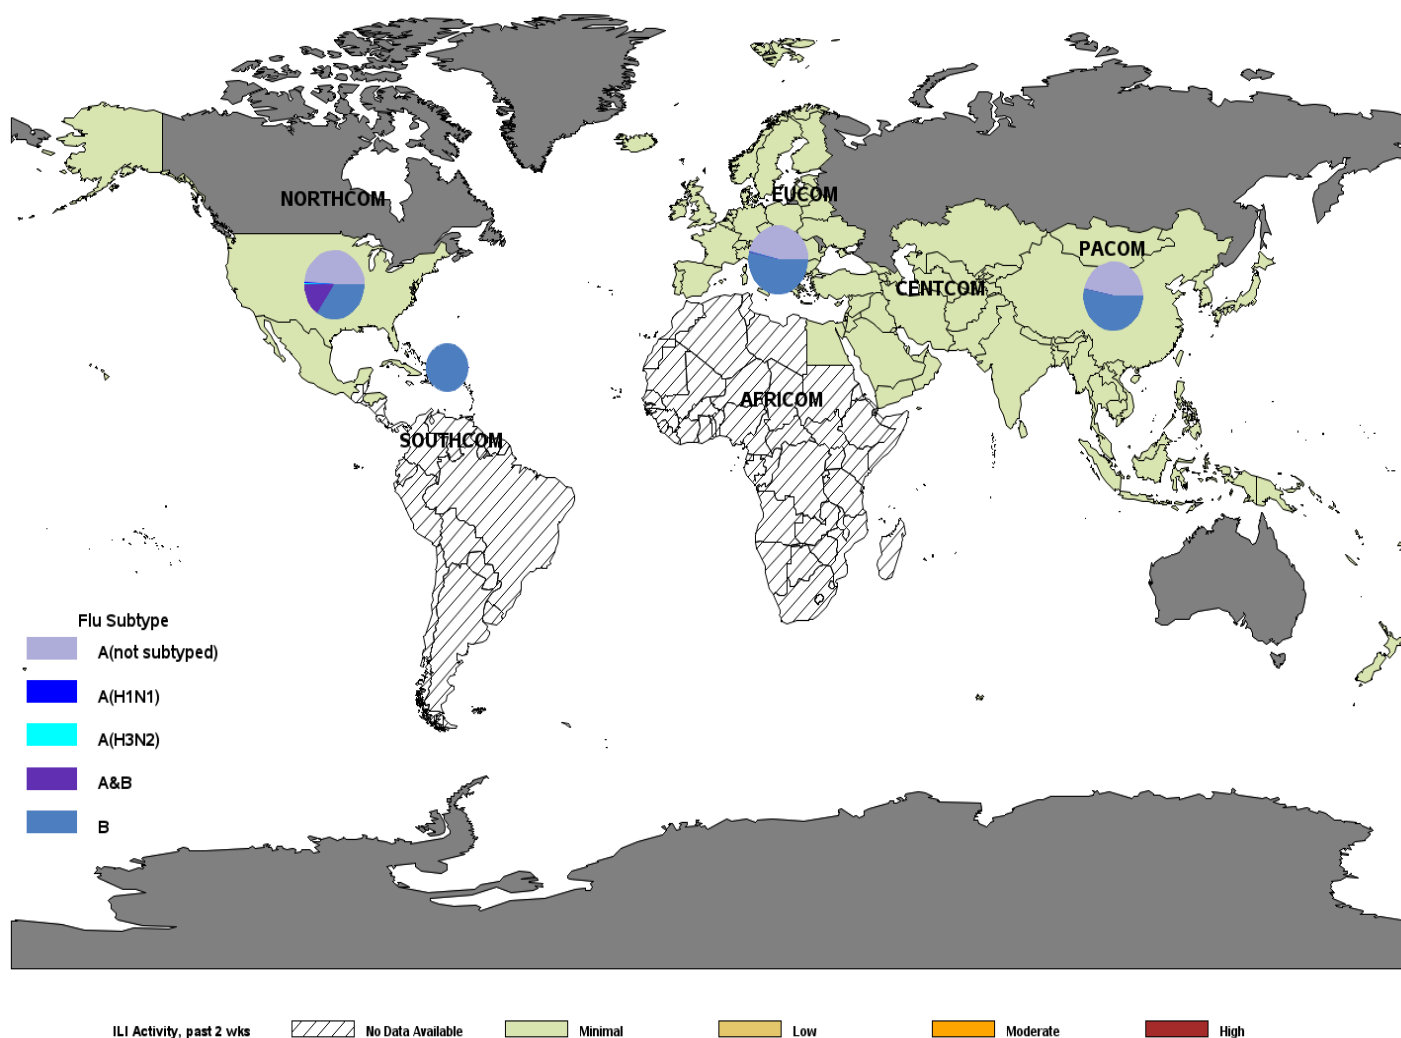 NORTHCOM
EUCOM
PACOM
CENTCOM
AFRICOM
SOUTHCOM
Flu Subtype
A(not subtyped)
A(H1N1)
A(H3N2)
A&B
B
ILI Activity, past 2 wks No Data Available Minimal Low Moderate High